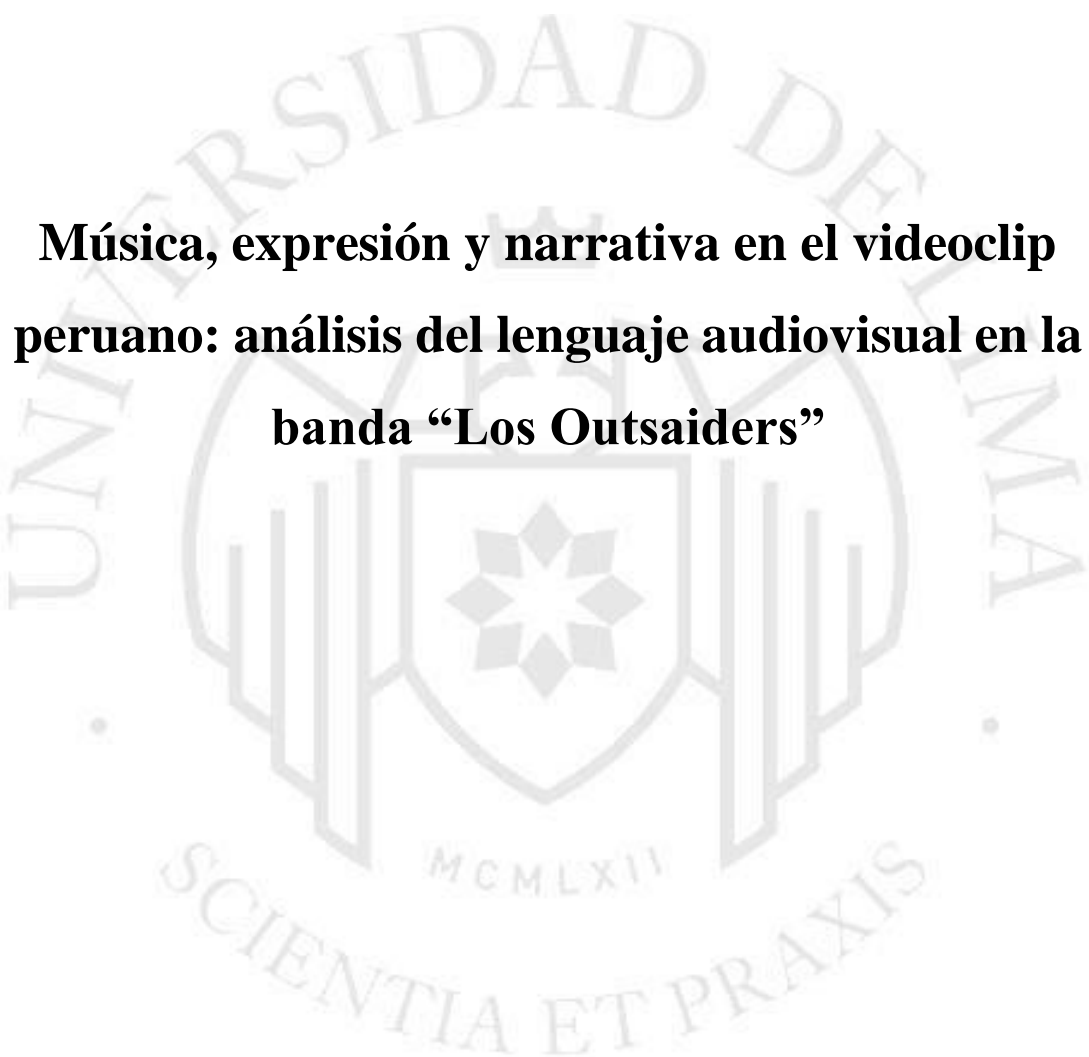 UNIVERSIDAD DE LIMA
Música, expresión y narrativa en el videoclip
peruano: análisis del lenguaje audiovisual en la
banda “Los Outsaiders”
MCMLXII
SCIENTIA ET PRAXIS